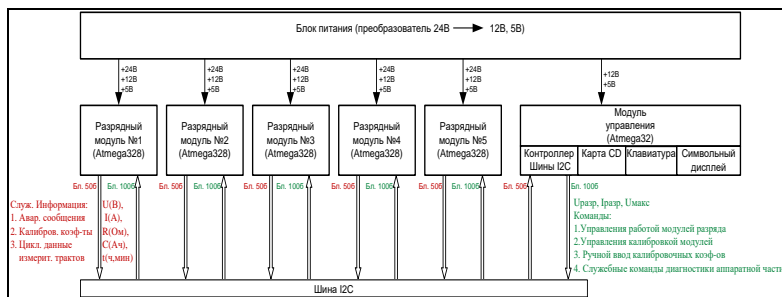 Блок питания (преобразователь 24В 12В, 5В)
+24В
+12В
+5В
+24В
+12В
+5В
+24В
+12В
+5В
+24В
+12В
+5В
+24В
+12В
+5В
+12В
+5В
Разрядный
модуль №1
(Atmega328)
Разрядный
модуль №2
(Atmega328)
Разрядный
модуль №3
(Atmega328)
Разрядный
модуль №4
(Atmega328)
Разрядный
модуль №5
(Atmega328)
Модуль
управления
(Atmega32)
Контроллер
Шины I2C
Карта CD
Клавиатура
Символьный
дисплей
Бл. 50б
Бл. 100б
Бл. 50б
Бл. 100б
Бл. 50б
Бл. 100б
Бл. 50б
Бл. 100б
Бл. 50б
Бл. 100б
Бл. 50б
Бл. 100б
Служ. Информация:
1. Авар. сообщения
2. Калибров. коэф-ты
3. Цикл. данные
измерит. трактов
U(В),
I(А)
R(Ом)
С(Ач)
t(ч,мин)
Uразр, Iразр, Uмакс
Команды:
1.Управления работой модулей разряда
2.Управления калибровкой модулей
3. Ручной ввод калибровочных коэф-ов
4. Служебные команды диагностики аппаратной части
Шина I2C